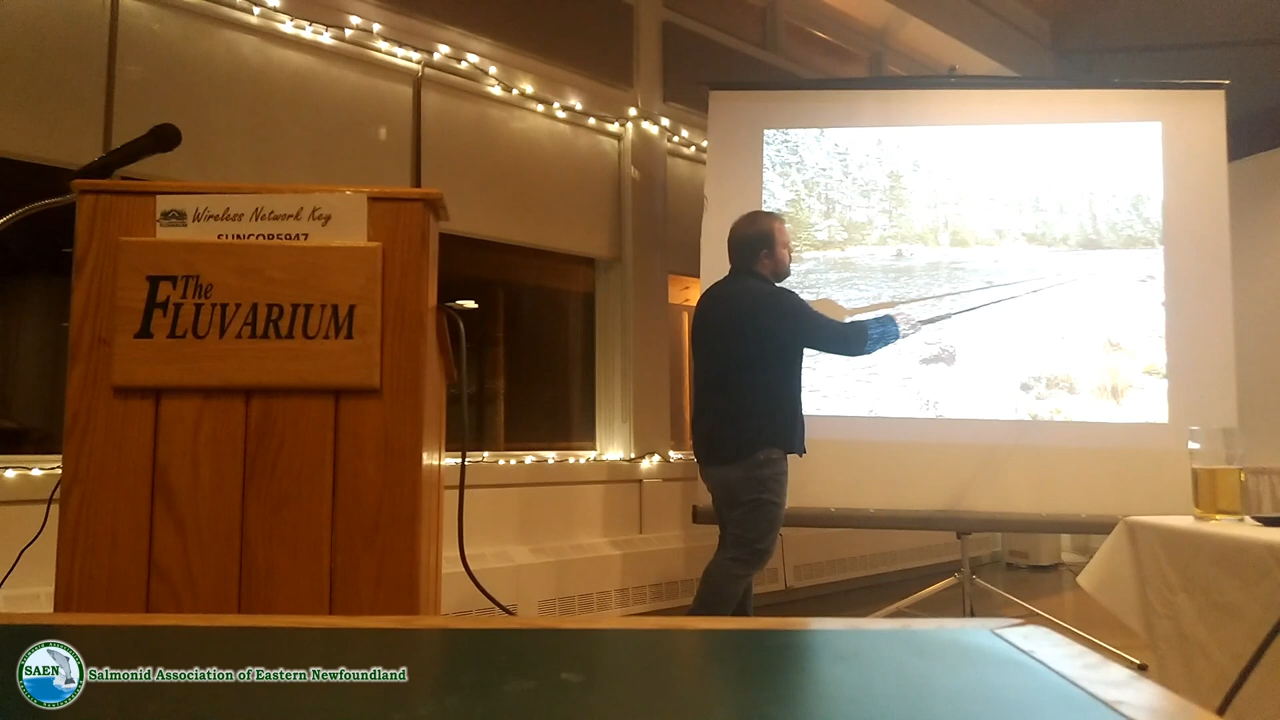 Wireless Network Key
SUNCOR5947
The
FLUVARIUM
SAEN
Salmonid Association of Eastern Newfoundland